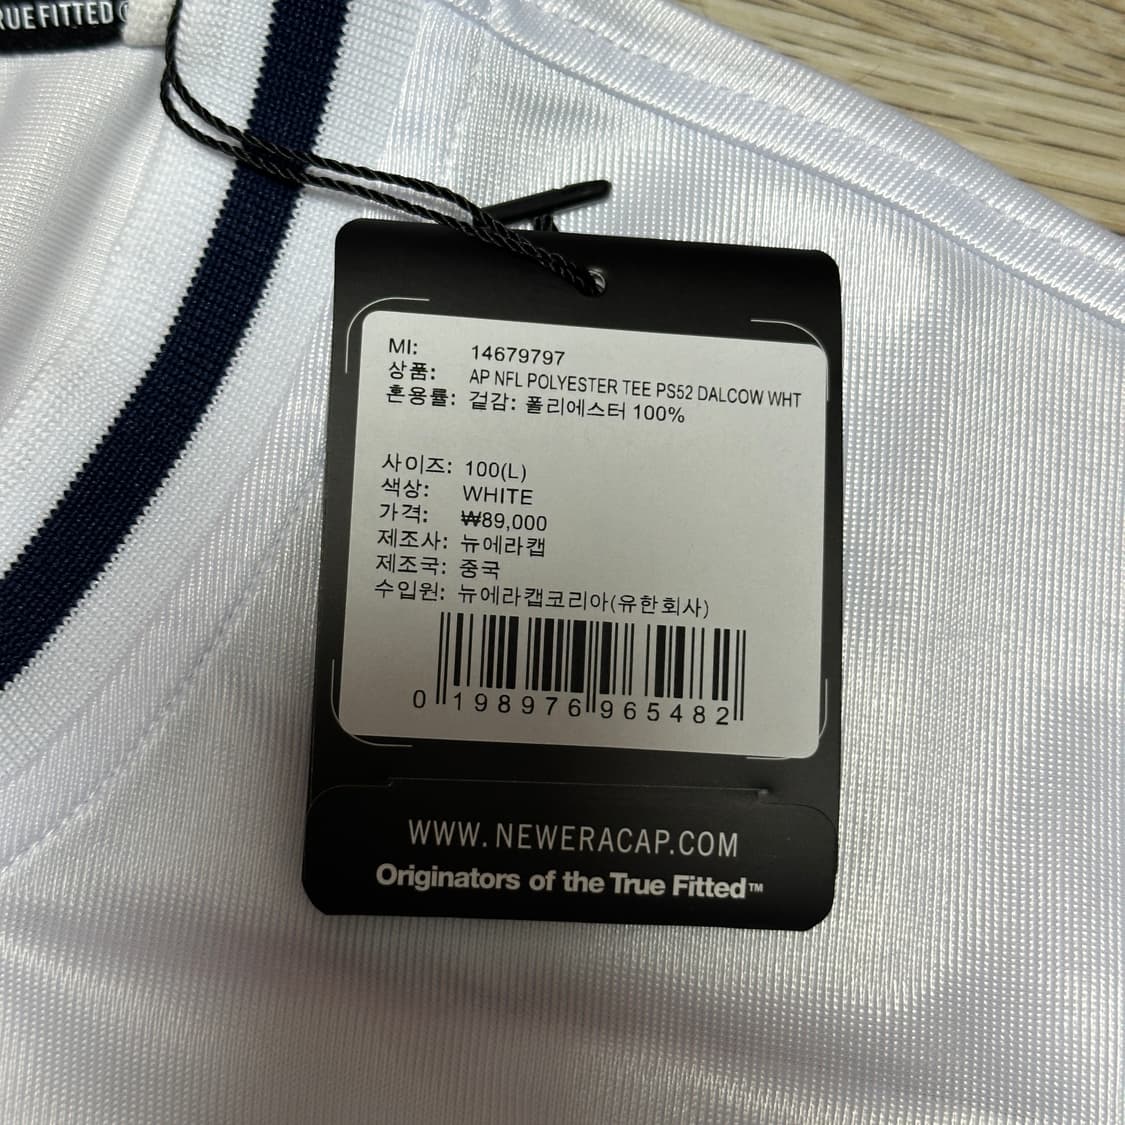 TRUE FITTED
MI: 14679797
상품: AP NFL POLYESTER TEE PS52 DALCOW WHT
혼용률: 겉감: 폴리에스터 100%
사이즈: 100(L)
색상: WHITE
가격: ₩89,000
제조사: 뉴에라캡
제조국: 중국
수입원: 뉴에라캡코리아(유한회사)
0 198976 965482
WWW.NEWERACAP.COM
Originators of the True Fitted™